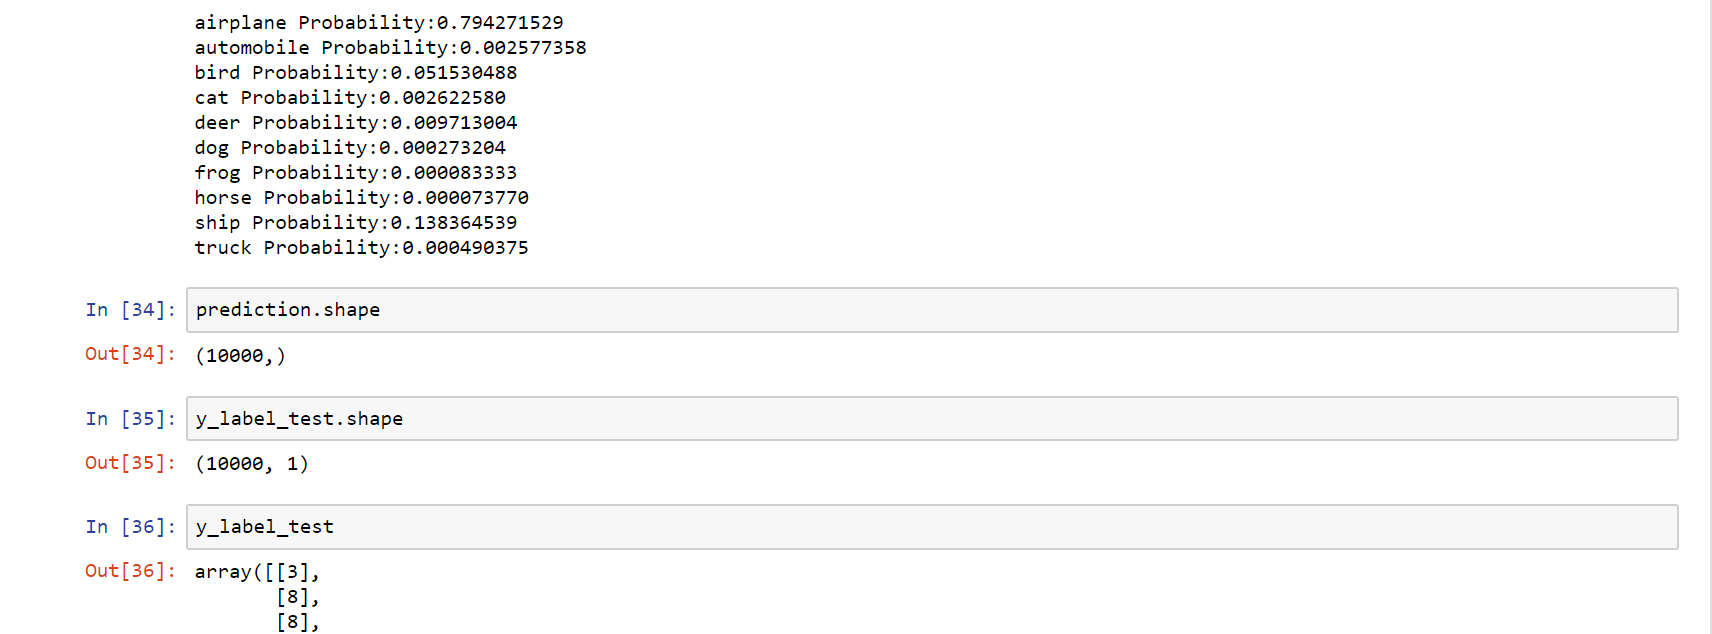 airplane Probability:0.794271529
automobile Probability:0.002577358
bird Probability:0.051530488
cat Probability:0.002622580
deer Probability:0.009713004
dog Probability:0.000273204
frog Probability:0.000083333
horse Probability:0.000073770
ship Probability:0.138364539
truck Probability:0.000490375
In [34]: prediction.shape
Out[34]: (10000,)
In [35]: y_label_test.shape
Out[35]: (10000, 1)
In [36]: y_label_test
Out[36]: array([[3],
[8],
[8],